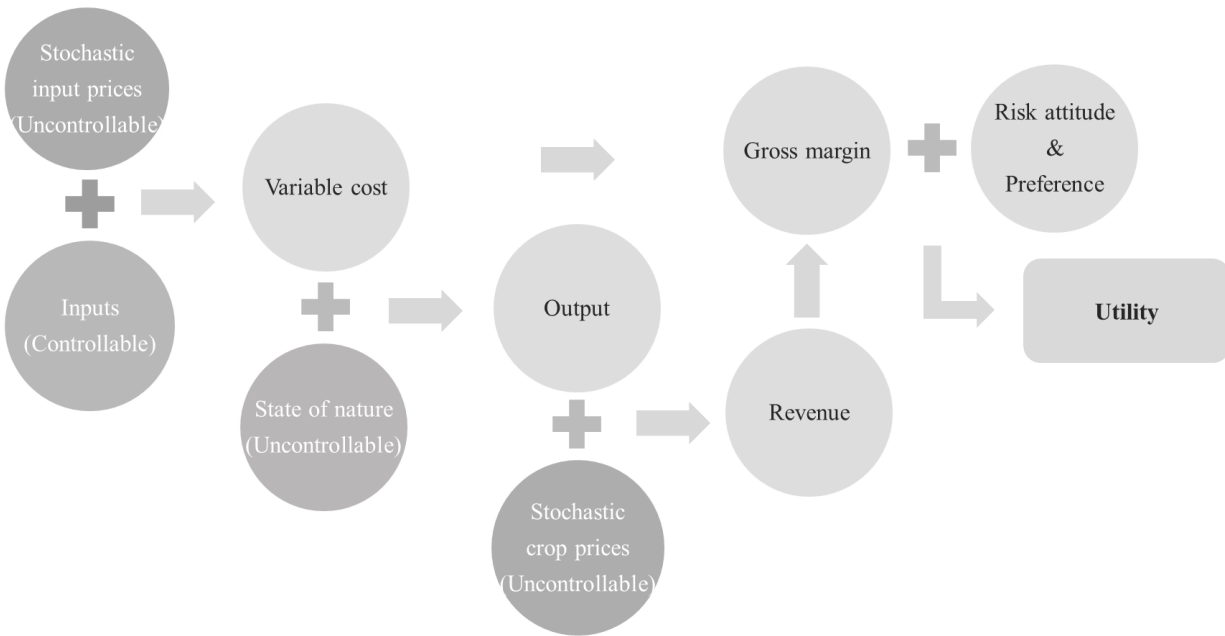 Stochastic
input prices
(Uncontrollable)
Inputs
(Controllable)
Variable cost
State of nature
(Uncontrollable)
Output
Stochastic
crop prices
(Uncontrollable)
Gross margin
Revenue
Risk attitude
&
Preference
Utility